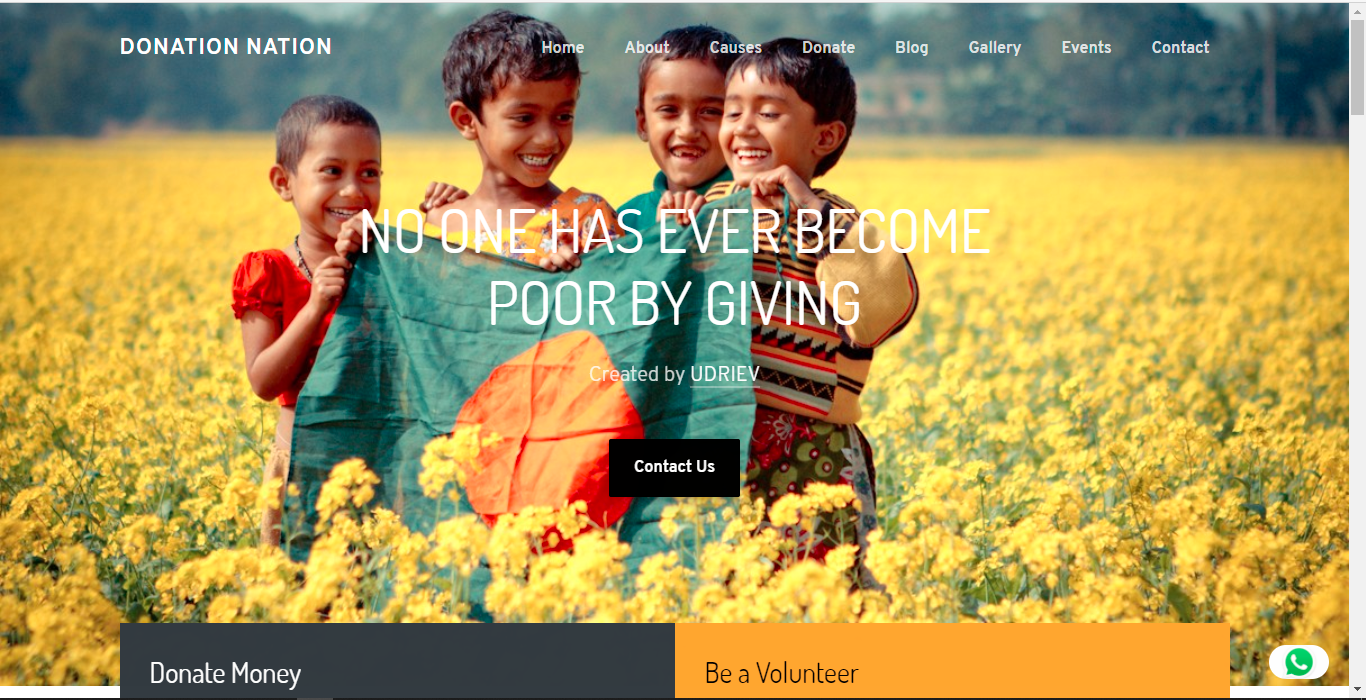 DONATION NATION
Home About Causes Donate Blog Gallery Events Contact
NO ONE HAS EVER BECOME
POOR BY GIVING
Created by UDRIEV
Contact Us
Donate Money
Be a Volunteer